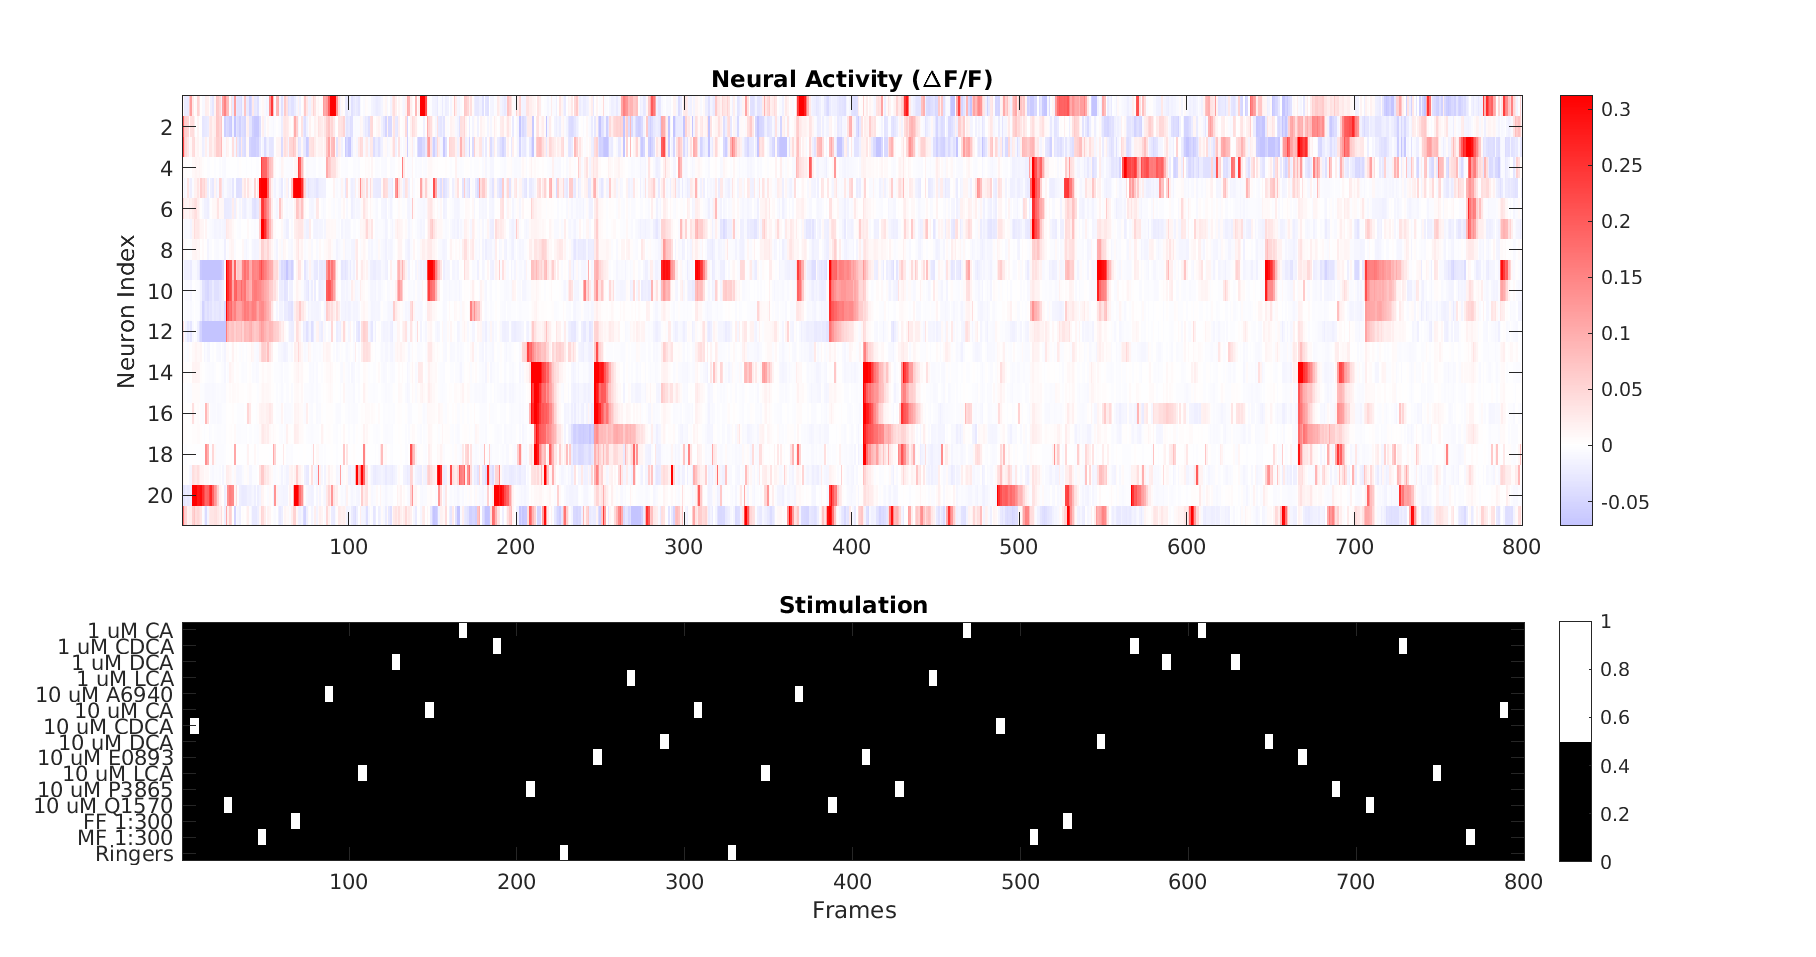 Neural Activity (△F/F)
Neuron Index
2
4
6
8
10
12
14
16
18
20
100 200 300 400 500 600 700 800
0.3
0.25
0.2
0.15
0.1
0.05
0
-0.05
Stimulation
1 uM CA
1 uM CDCA
1 uM DCA
1 uM LCA
10 uM A6940
10 uM CA
10 uM CDCA
10 uM DCA
10 uM E0893
10 uM LCA
10 uM P3865
10 uM Q1570
FF 1:300
MF 1:300
Ringers
100 200 300 400 500 600 700 800
Frames
1
0.8
0.6
0.4
0.2
0